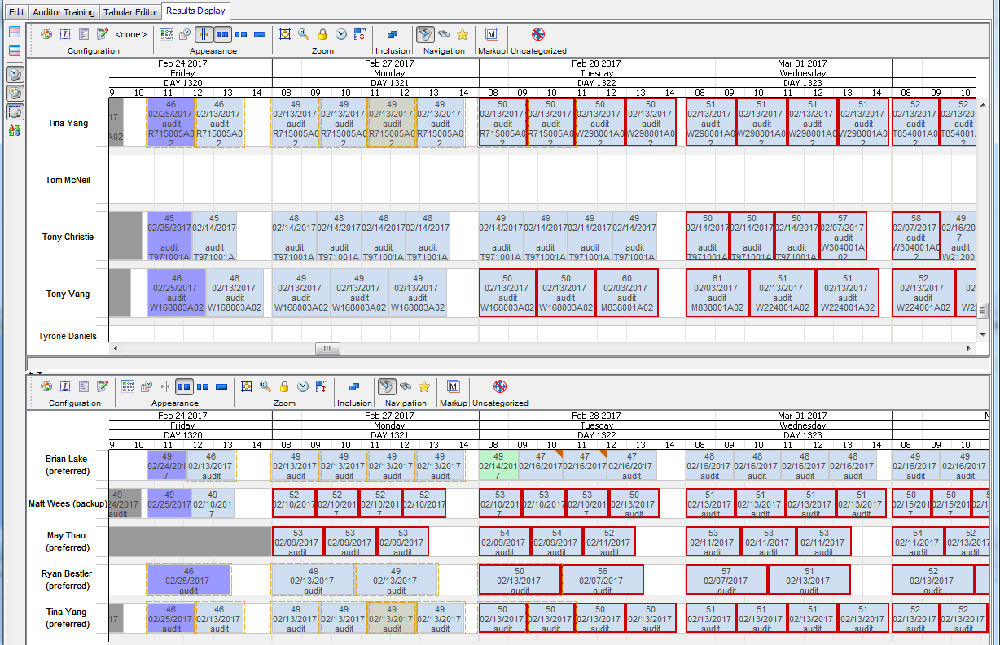 Edit Auditor Training Tabular Editor Results Display
<none>
Configuration Appearance Zoom Inclusion Navigation Markup Uncategorized
Feb 24 2017 Feb 27 2017 Feb 28 2017 Mar 01 2017
Friday Monday Tuesday Wednesday
DAY 1320 DAY 1321 DAY 1322 DAY 1323
9 10 11 12 13 14 08 09 10 11 12 13 14 08 09 10 11 12 13 14 08 09 10 11 12 13 14 08 09 10
46 46 49 49 49 49 50 50 50 50 51 51 51 51 52 52
17 02/25/2017 02/13/2017 02/13/2017 02/13/2017 02/13/2017 02/13/2017 02/13/2017 02/13/2017 02/13/2017 02/13/2017 02/13/2017 02/13/2017 02/13/2017 02/13/2017 02/13/2017 02/13/20
Tina Yang audit audit audit audit audit audit audit audit audit audit audit audit audit audit audit audit
A02 R715005A0 R715005A0 R715005A0 R715005A0 R715005A0 R715005A0 R715005A0 R715005A0 W298001A0 W298001A0 W298001A0 W298001A0 W298001A0 W298001A0 T854001A0 T854001
2 2 2 2 2 2 2 2 2 2 2 2 2 2 2 2
Tom McNeil
45 45 48 48 48 48 49 49 49 49 50 50 50 57 58 49
02/25/2017 02/14/2017 02/14/2017 02/14/2017 02/14/2017 02/14/2017 02/14/2017 02/14/2017 02/14/2017 02/14/2017 02/14/2017 02/14/2017 02/14/2017 02/07/2017 02/07/2017 02/16/20
Tony Christie audit audit 7
audit audit audit audit audit audit audit audit audit audit audit audit audit W304001A W304001A0 audit
T971001A T971001A T971001A T971001A T971001A T971001A T971001A T971001A T971001A T971001A T971001A T971001A T971001A 02 2 W21200
46 46 49 49 49 50 50 60 61 51 51 52
02/25/2017 02/13/2017 02/13/2017 02/13/2017 02/13/2017 02/13/2017 02/13/2017 02/03/2017 02/03/2017 02/13/2017 02/13/2017 02/13/2017 02
Tony Vang audit audit audit audit audit audit audit audit audit audit audit audit
W168003A02 W168003A02 W168003A02 W168003A02 W168003A02 W168003A02 W168003A02 M838001A02 M838001A02 W224001A02 W224001A02 W224001A02 W2
Tyrone Daniels
Configuration Appearance Zoom Inclusion Navigation Markup Uncategorized
Feb 24 2017 Feb 27 2017 Feb 28 2017 Mar 01 2017
Friday Monday Tuesday Wednesday
DAY 1320 DAY 1321 DAY 1322 DAY 1323
9 10 11 12 13 14 08 09 10 11 12 13 14 08 09 10 11 12 13 14 08 09 10 11 12 13 14 08 09 10
Brian Lake 49 46 49 49 49 49 49 47 47 47 48 48 48 48 49 49
(preferred) 02/24/201 02/13/2017 02/13/2017 02/13/2017 02/13/2017 02/13/2017 02/14/201 02/16/2017 02/16/2017 02/16/2017 02/16/2017 02/16/2017 02/16/2017 02/16/2017 02/16/2017 02/16/2017
7 audit audit audit audit audit 7 audit audit audit audit audit audit audit
49 49 49 52 52 52 52 53 53 53 50 51 51 51 51 50 50
Matt Wees (backup) 24/2017 02/25/2017 02/10/201 02/10/2017 02/10/201 02/10/201 02/10/2017 02/10/201 02/10/2017 02/10/201 02/13/2017 02/13/2017 02/13/2017 02/13/2017 02/13/2017 02/15/201 02/15/201 02/1
audit 7 7 7 7 7 audit audit audit audit audit 7 7
May Thao 53 53 53 54 54 52 53 53 53 54 52
(preferred) 02/09/2017 02/09/2017 02/09/2017 02/09/2017 02/09/2017 02/11/2017 02/11/2017 02/11/2017 02/11/2017 02/11/2017 02/13/2017
audit audit audit audit audit audit audit audit audit audit audit
Ryan Bestler 46 49 49 50 56 57 51 52
(preferred) 02/25/2017 02/13/2017 02/13/2017 02/13/2017 02/07/2017 02/07/2017 02/13/2017 02/13/2017
audit audit audit audit audit audit audit audit
Tina Yang 46 46 49 49 49 49 50 50 50 50 51 51 51 51 52 52
(preferred) 17 02/25/2017 02/13/2017 02/13/2017 02/13/2017 02/13/2017 02/13/2017 02/13/2017 02/13/2017 02/13/2017 02/13/2017 02/13/2017 02/13/2017 02/13/2017 02/13/2017 02/13/2017 02/13/2017
audit audit audit audit audit audit audit audit audit audit audit audit audit audit audit audit